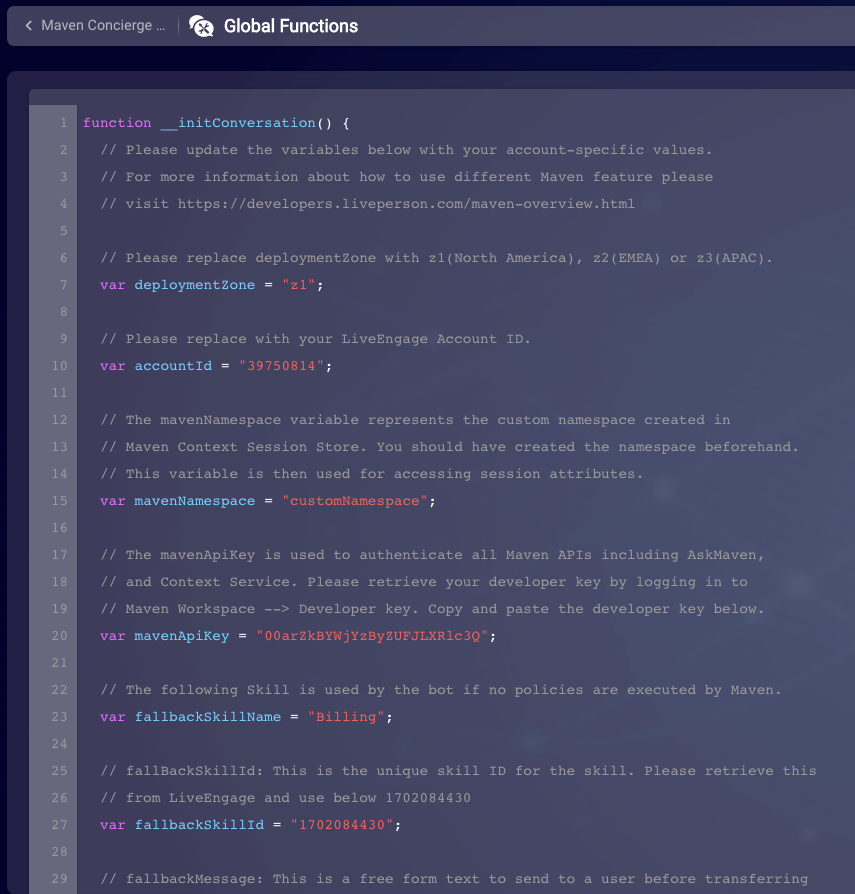 Maven Concierge ...
Global Functions
1 function __initConversation() {
2 // Please update the variables below with your account-specific values.
3 // For more information about how to use different Maven feature please
4 // visit https://developers.liveperson.com/maven-overview.html
5
6 // Please replace deploymentZone with z1(North America), z2(EMEA) or z3(APAC).
7 var deploymentZone = "z1";
8
9 // Please replace with your LiveEngage Account ID.
10 var accountId = "39750814";
11
12 // The mavenNamespace variable represents the custom namespace created in
13 // Maven Context Session Store. You should have created the namespace beforehand.
14 // This variable is then used for accessing session attributes.
15 var mavenNamespace = "customNamespace";
16
17 // The mavenApiKey is used to authenticate all Maven APIs including AskMaven,
18 // and Context Service. Please retrieve your developer key by logging in to
19 // Maven Workspace --> Developer key. Copy and paste the developer key below.
20 var mavenApiKey = "00arZkBYWjYzByZUFJLXRlc3Q";
21
22 // The following Skill is used by the bot if no policies are executed by Maven.
23 var fallbackSkillName = "Billing";
24
25 // fallBackSkillId: This is the unique skill ID for the skill. Please retrieve this
26 // from LiveEngage and use below 1702084430
27 var fallbackSkillId = "1702084430";
28
29 // fallbackMessage: This is a free form text to send to a user before transferring